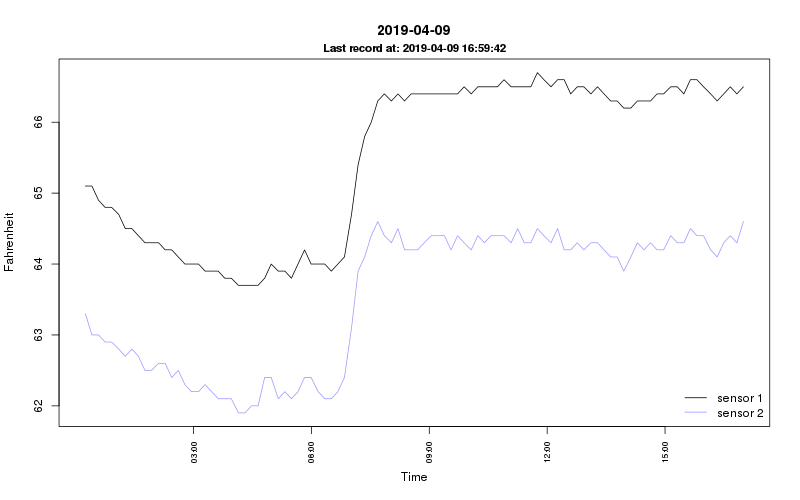 2019-04-09
Last record at: 2019-04-09 16:59:42
Fahrenheit
66
65
64
63
62
sensor 1
sensor 2
03:00
06:00
09:00
12:00
15:00
Time